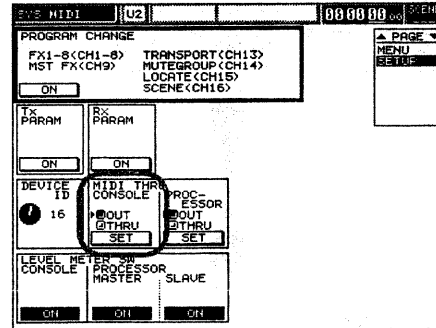 SYS MIDI U2 00 00 00.00 SCEN
PROGRAM CHANGE
FX1-8(CH1-8) TRANSPORT(CH13)
MST FX(CH9) MUTEGROUP(CH14)
LOCATE(CH15)
ON SCENE(CH16)
PAGE
MENU
SETUP
Tx PARAM Rx PARAM
ON ON
DEVICE ID MIDI THRU
CONSOLE PROC-ESSOR
16 OUT OUT
THRU THRU
SET SET
LEVEL METER SW
CONSOLE PROCESSOR
MASTER SLAVE
ON ON ON